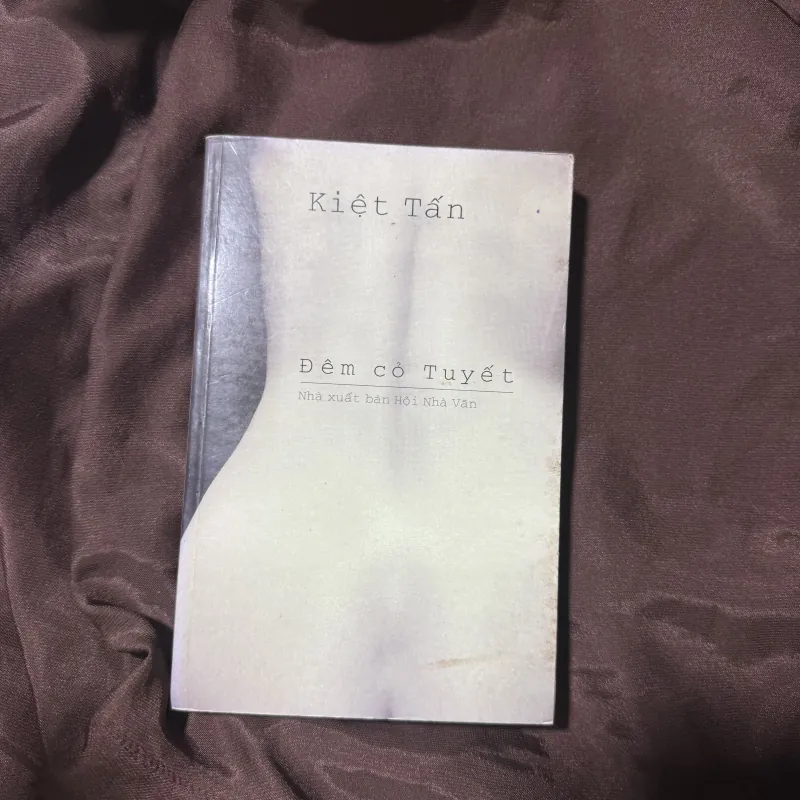 Kiệt Tấn
Đêm cỏ Tuyết
Nhà xuất bản Hội Nhà Văn